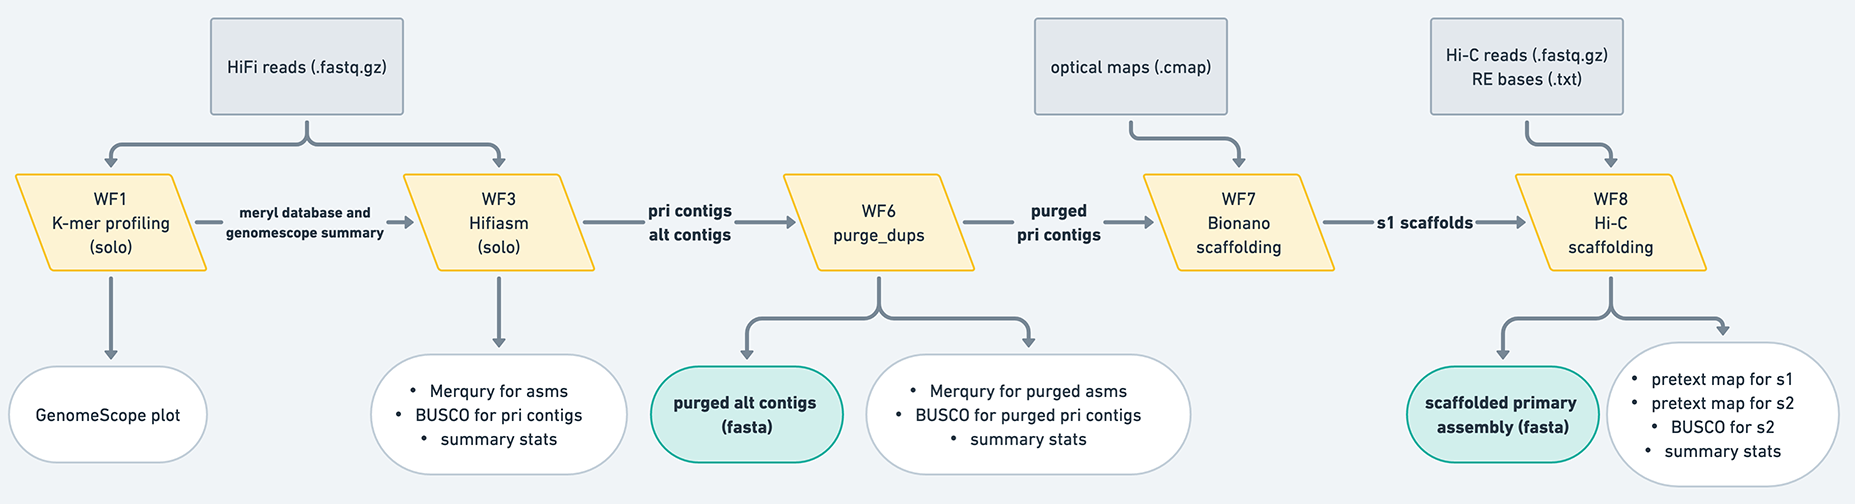 HiFi reads (.fastq.gz)
optical maps (.cmap)
Hi-C reads (.fastq.gz)
RE bases (.txt)
WF1
K-mer profiling
(solo)
meryl database and
genomescope summary
WF3
Hifiasm
(solo)
pri contigs
alt contigs
WF6
purge_dups
purged
pri contigs
WF7
Bionano
scaffolding
s1 scaffolds
WF8
Hi-C
scaffolding
GenomeScope plot
• Merqury for asms
• BUSCO for pri contigs
• summary stats
purged alt contigs
(fasta)
• Merqury for purged asms
• BUSCO for purged pri contigs
• summary stats
scaffolded primary
assembly (fasta)
• pretext map for s1
• pretext map for s2
• BUSCO for s2
• summary stats